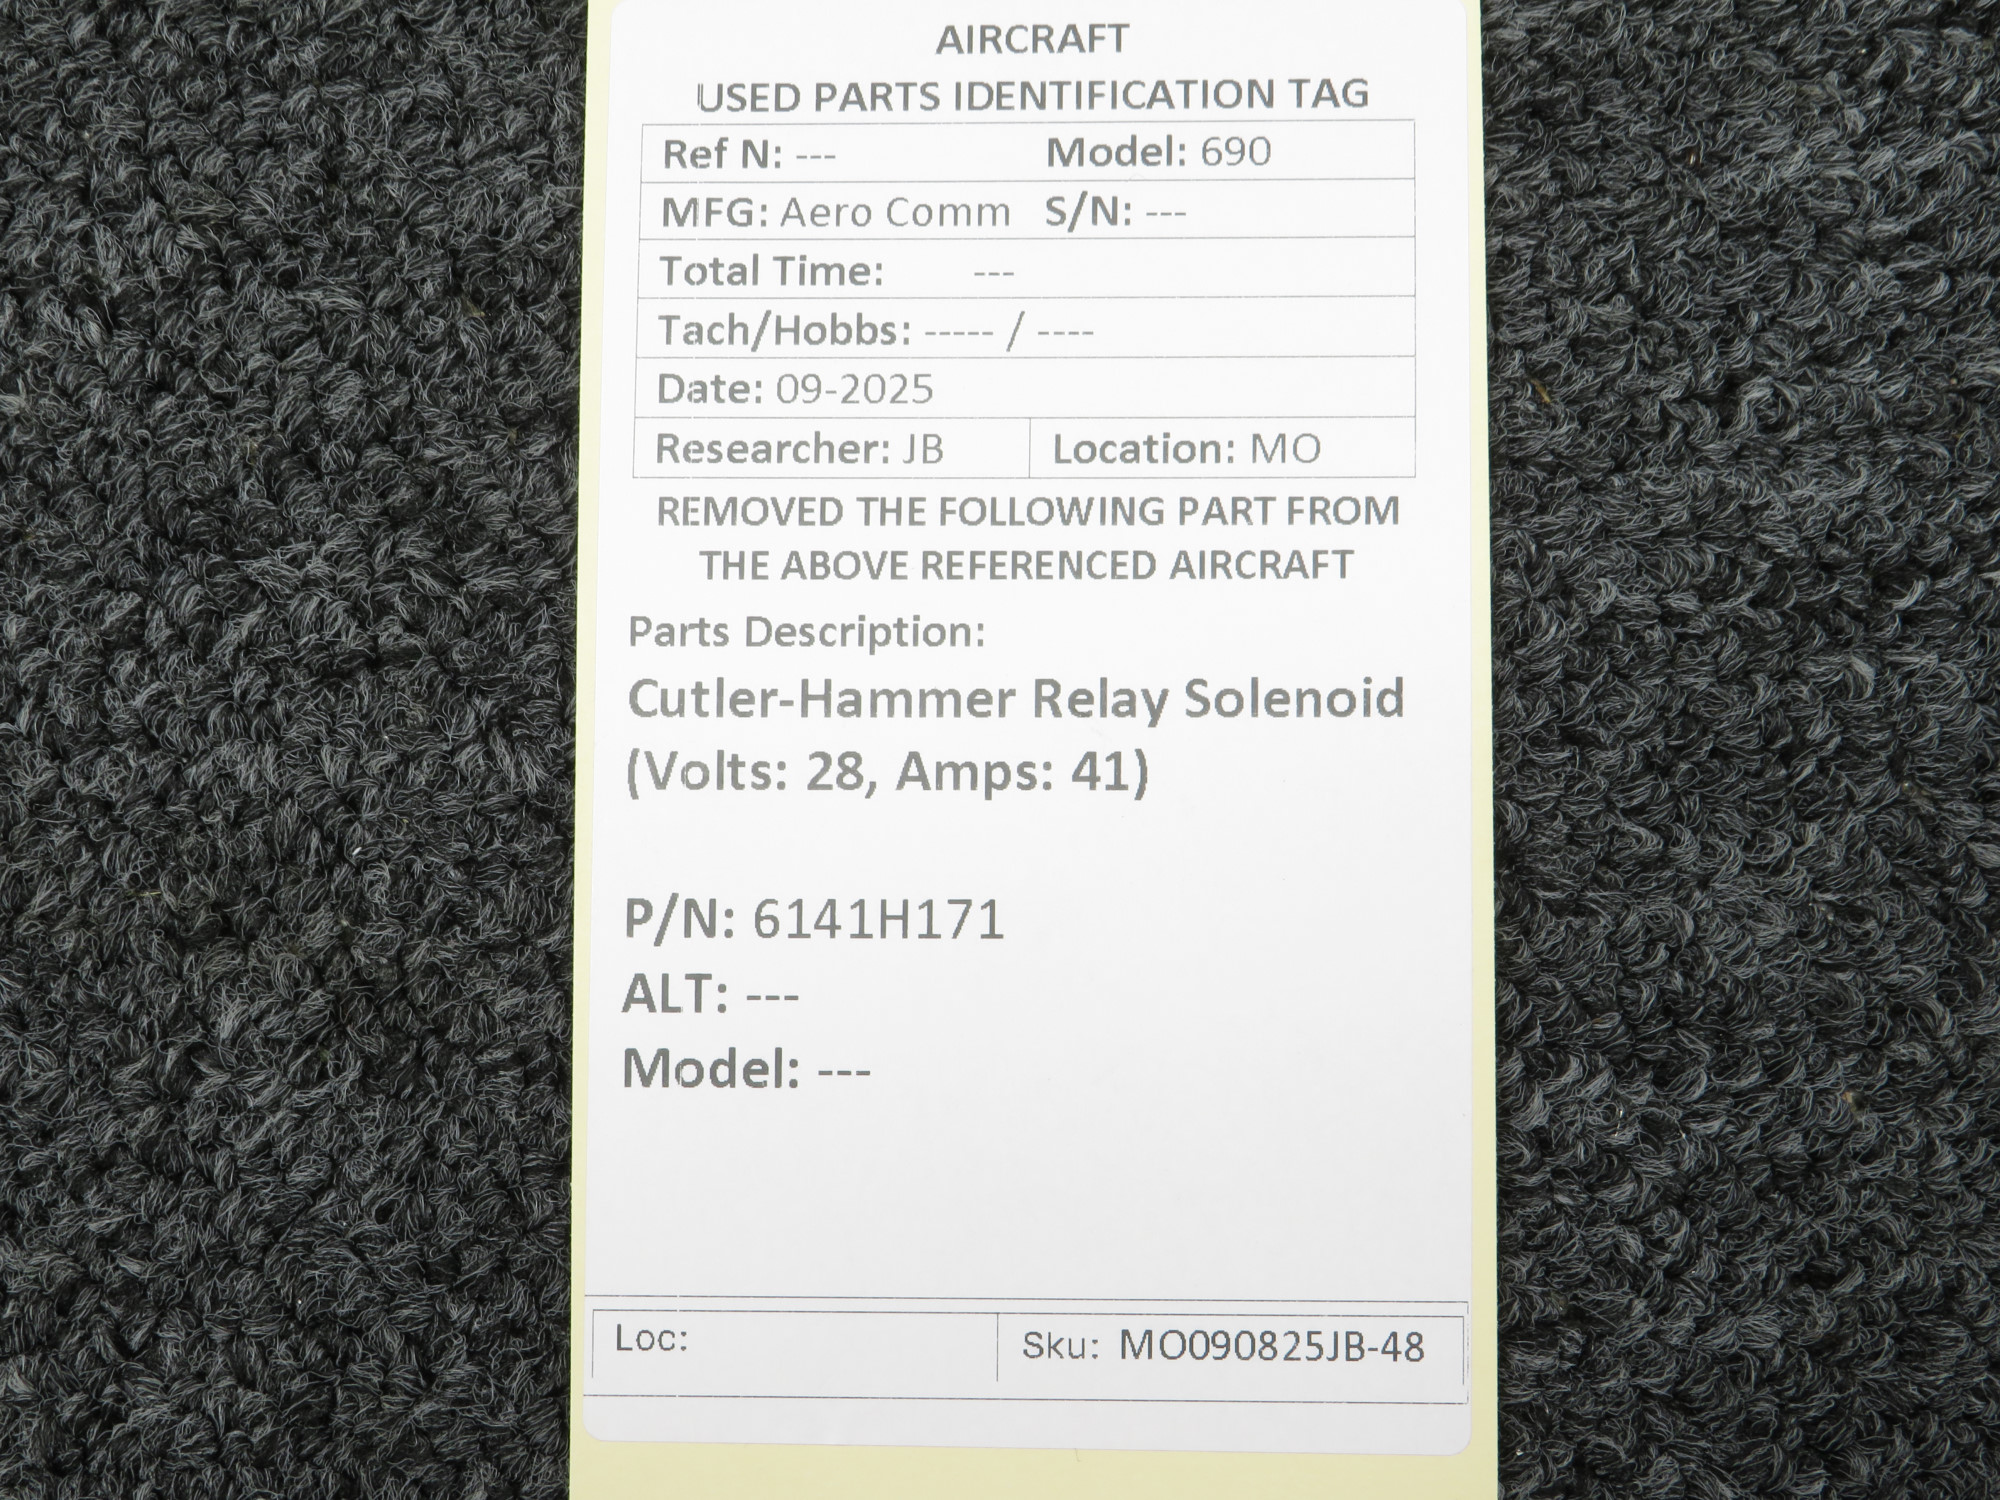 AIRCRAFT
USED PARTS IDENTIFICATION TAG
Ref N: --- Model: 690
MFG: Aero Comm S/N: ---
Total Time: ---
Tach/Hobbs: ----- / ----
Date: 09-2025
Researcher: JB Location: MO
REMOVED THE FOLLOWING PART FROM
THE ABOVE REFERENCED AIRCRAFT
Parts Description:
Cutler-Hammer Relay Solenoid
(Volts: 28, Amps: 41)
P/N: 6141H171
ALT: ---
Model: ---
Loc: Sku: MO090825JB-48